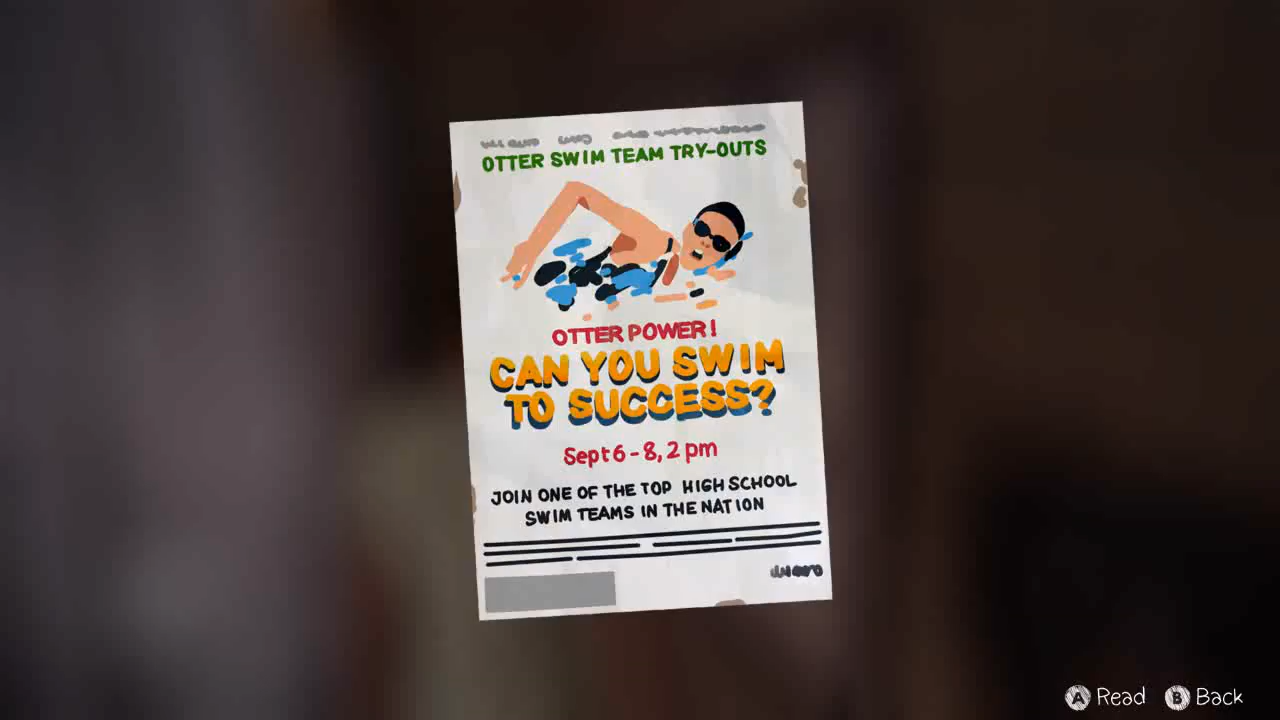 OTTER SWIM TEAM TRY-OUTS
OTTER POWER!
CAN YOU SWIM
TO SUCCESS?
Sept 6 - 8, 2 pm
JOIN ONE OF THE TOP HIGH SCHOOL
SWIM TEAMS IN THE NATION
A Read B Back